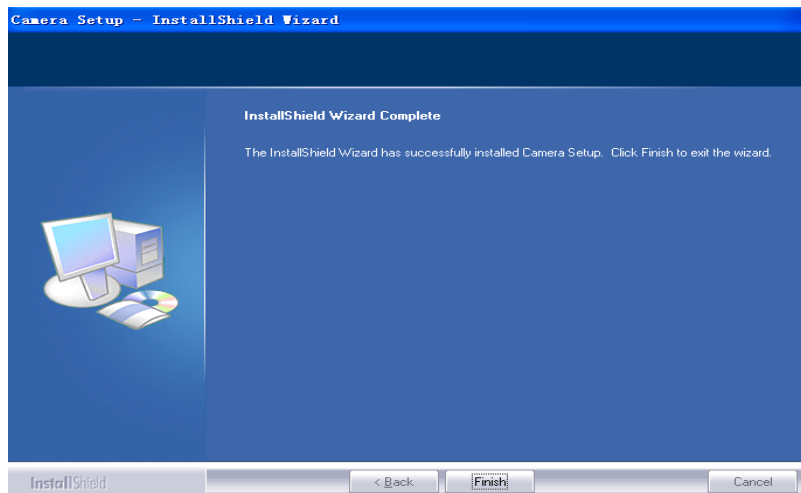 Camera Setup - InstallShield Wizard
InstallShield Wizard Complete
The InstallShield Wizard has successfully installed Camera Setup. Click Finish to exit the wizard.
InstallShield
< Back
Finish
Cancel